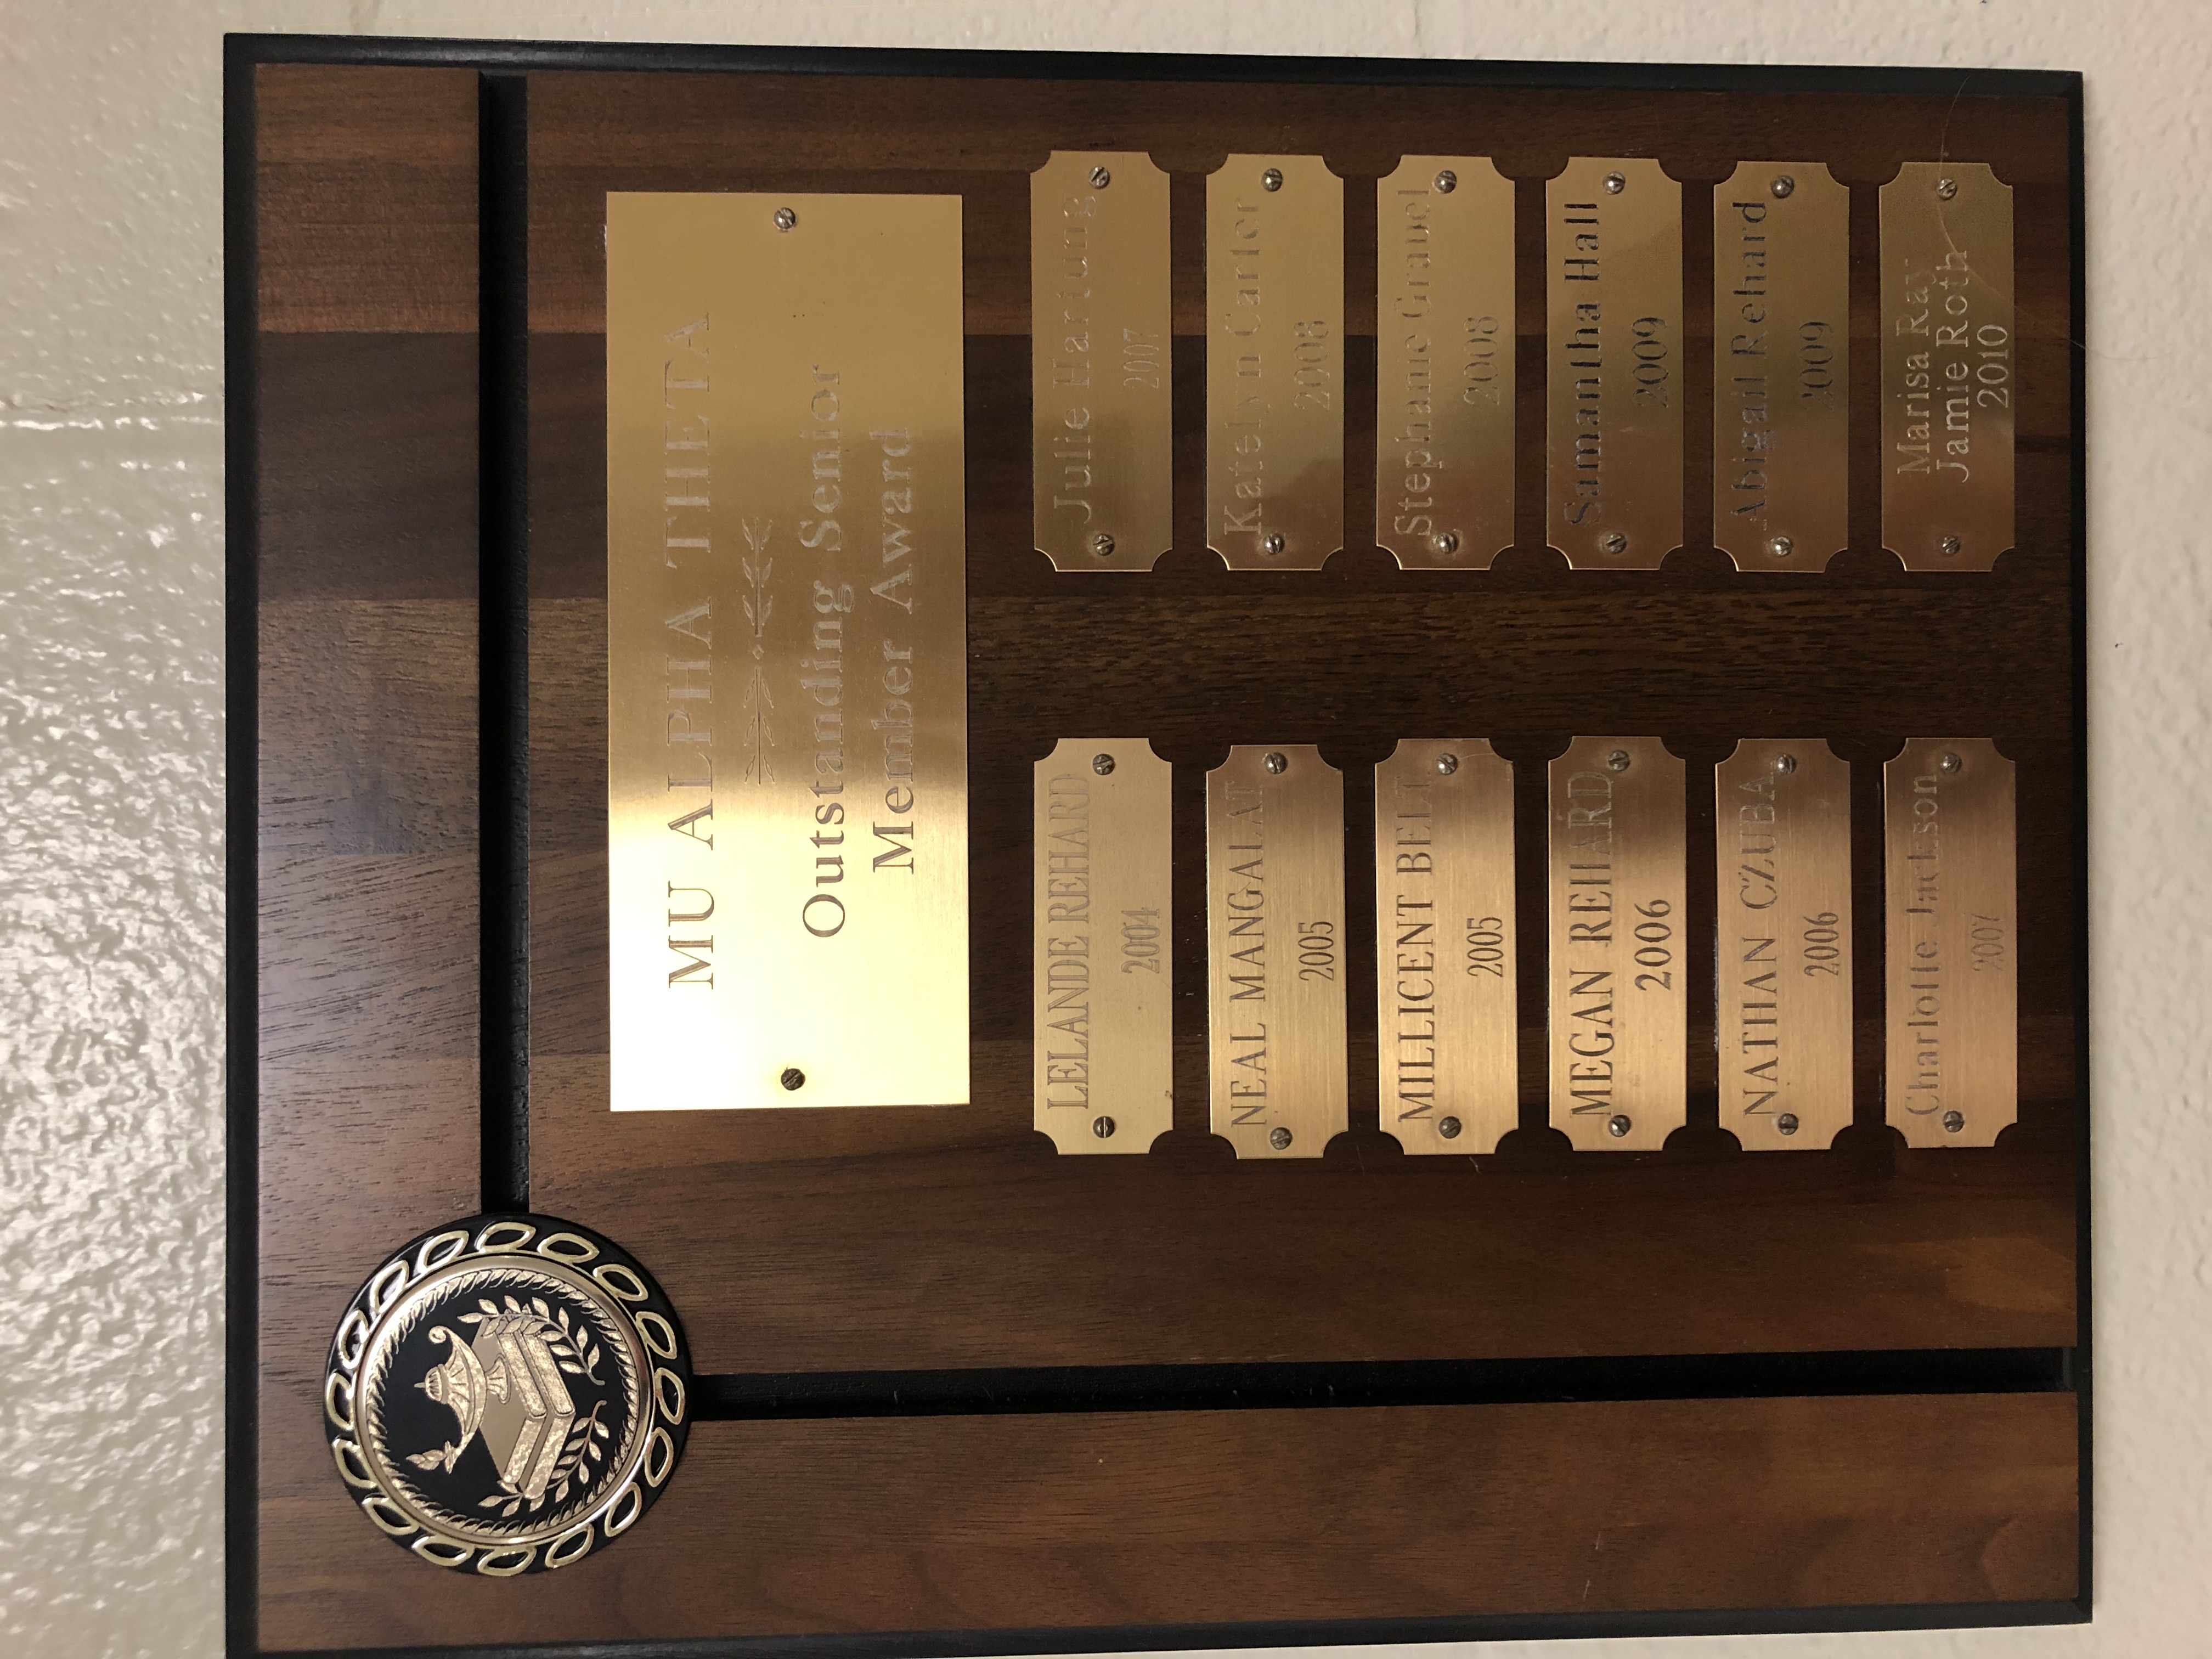 MU ALPHA THETA
Outstanding Senior
Member Award
LELANDE REHARD
2004
NEAL MANGALAT
2005
MILLICENT BELT
2005
MEGAN REHARD
2006
NATHAN CZUBA
2006
Charlotte Jackson
2007
Julie Hartung
2007
Katelyn Carter
2008
Stephanie Grauel
2008
Samantha Hall
2009
Abigail Rehard
2009
Marisa Ray
Jamie Roth
2010